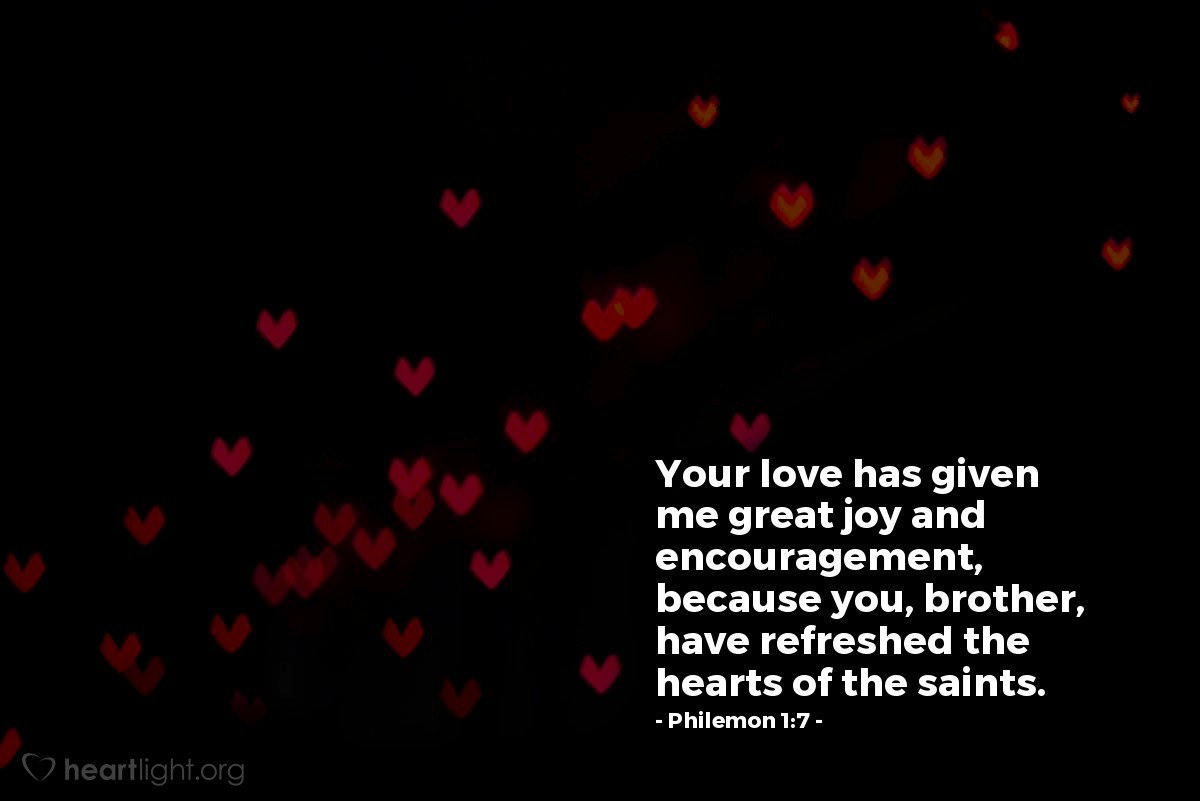 Your love has given
me great joy and
encouragement,
because you, brother,
have refreshed the
hearts of the saints.
- Philemon 1:7 -
heartlight.org